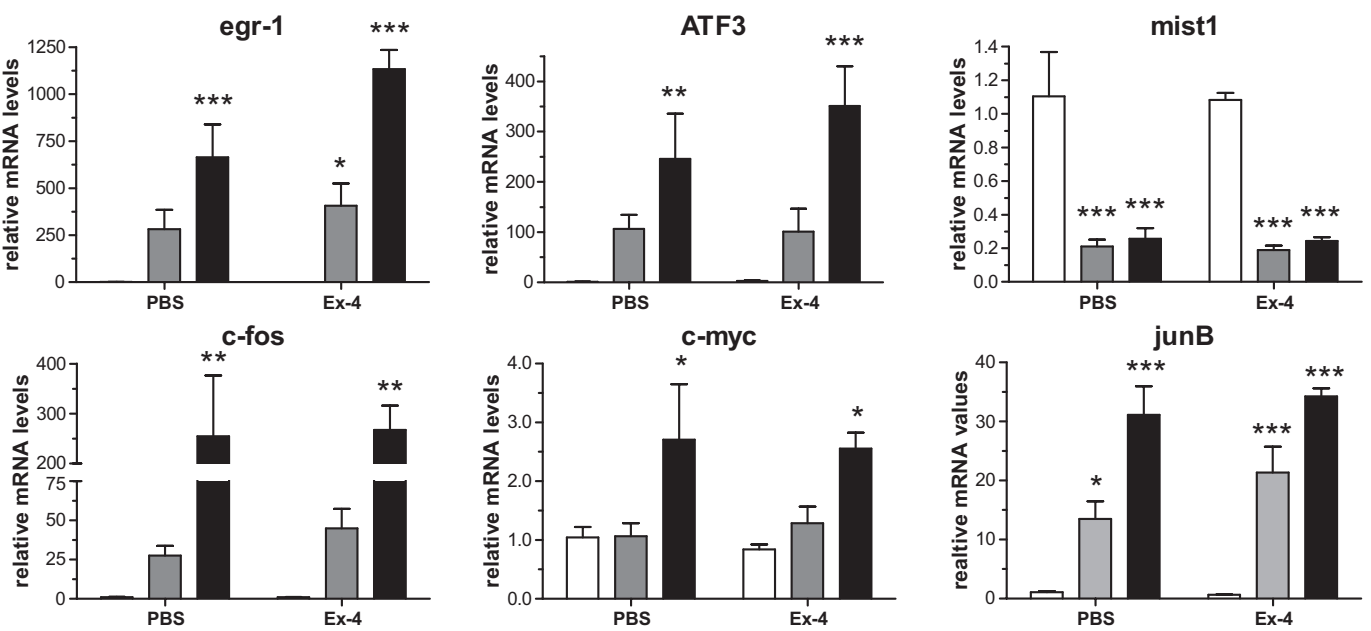 egr-1
relative mRNA levels
1250
1000
750
500
250
0
***
*
***
PBS
Ex-4
ATF3
relative mRNA levels
400
300
200
100
0
**
***
PBS
Ex-4
mist1
relative mRNA levels
1.4
1.2
1.0
0.8
0.6
0.4
0.2
0.0
***
***
***
***
PBS
Ex-4
c-fos
relative mRNA levels
400
300
200
75
50
25
0
**
**
PBS
Ex-4
c-myc
relative mRNA levels
4.0
3.0
2.0
1.0
0.0
*
*
PBS
Ex-4
junB
realtive mRNA values
40
30
20
10
0
*
***
***
***
PBS
Ex-4